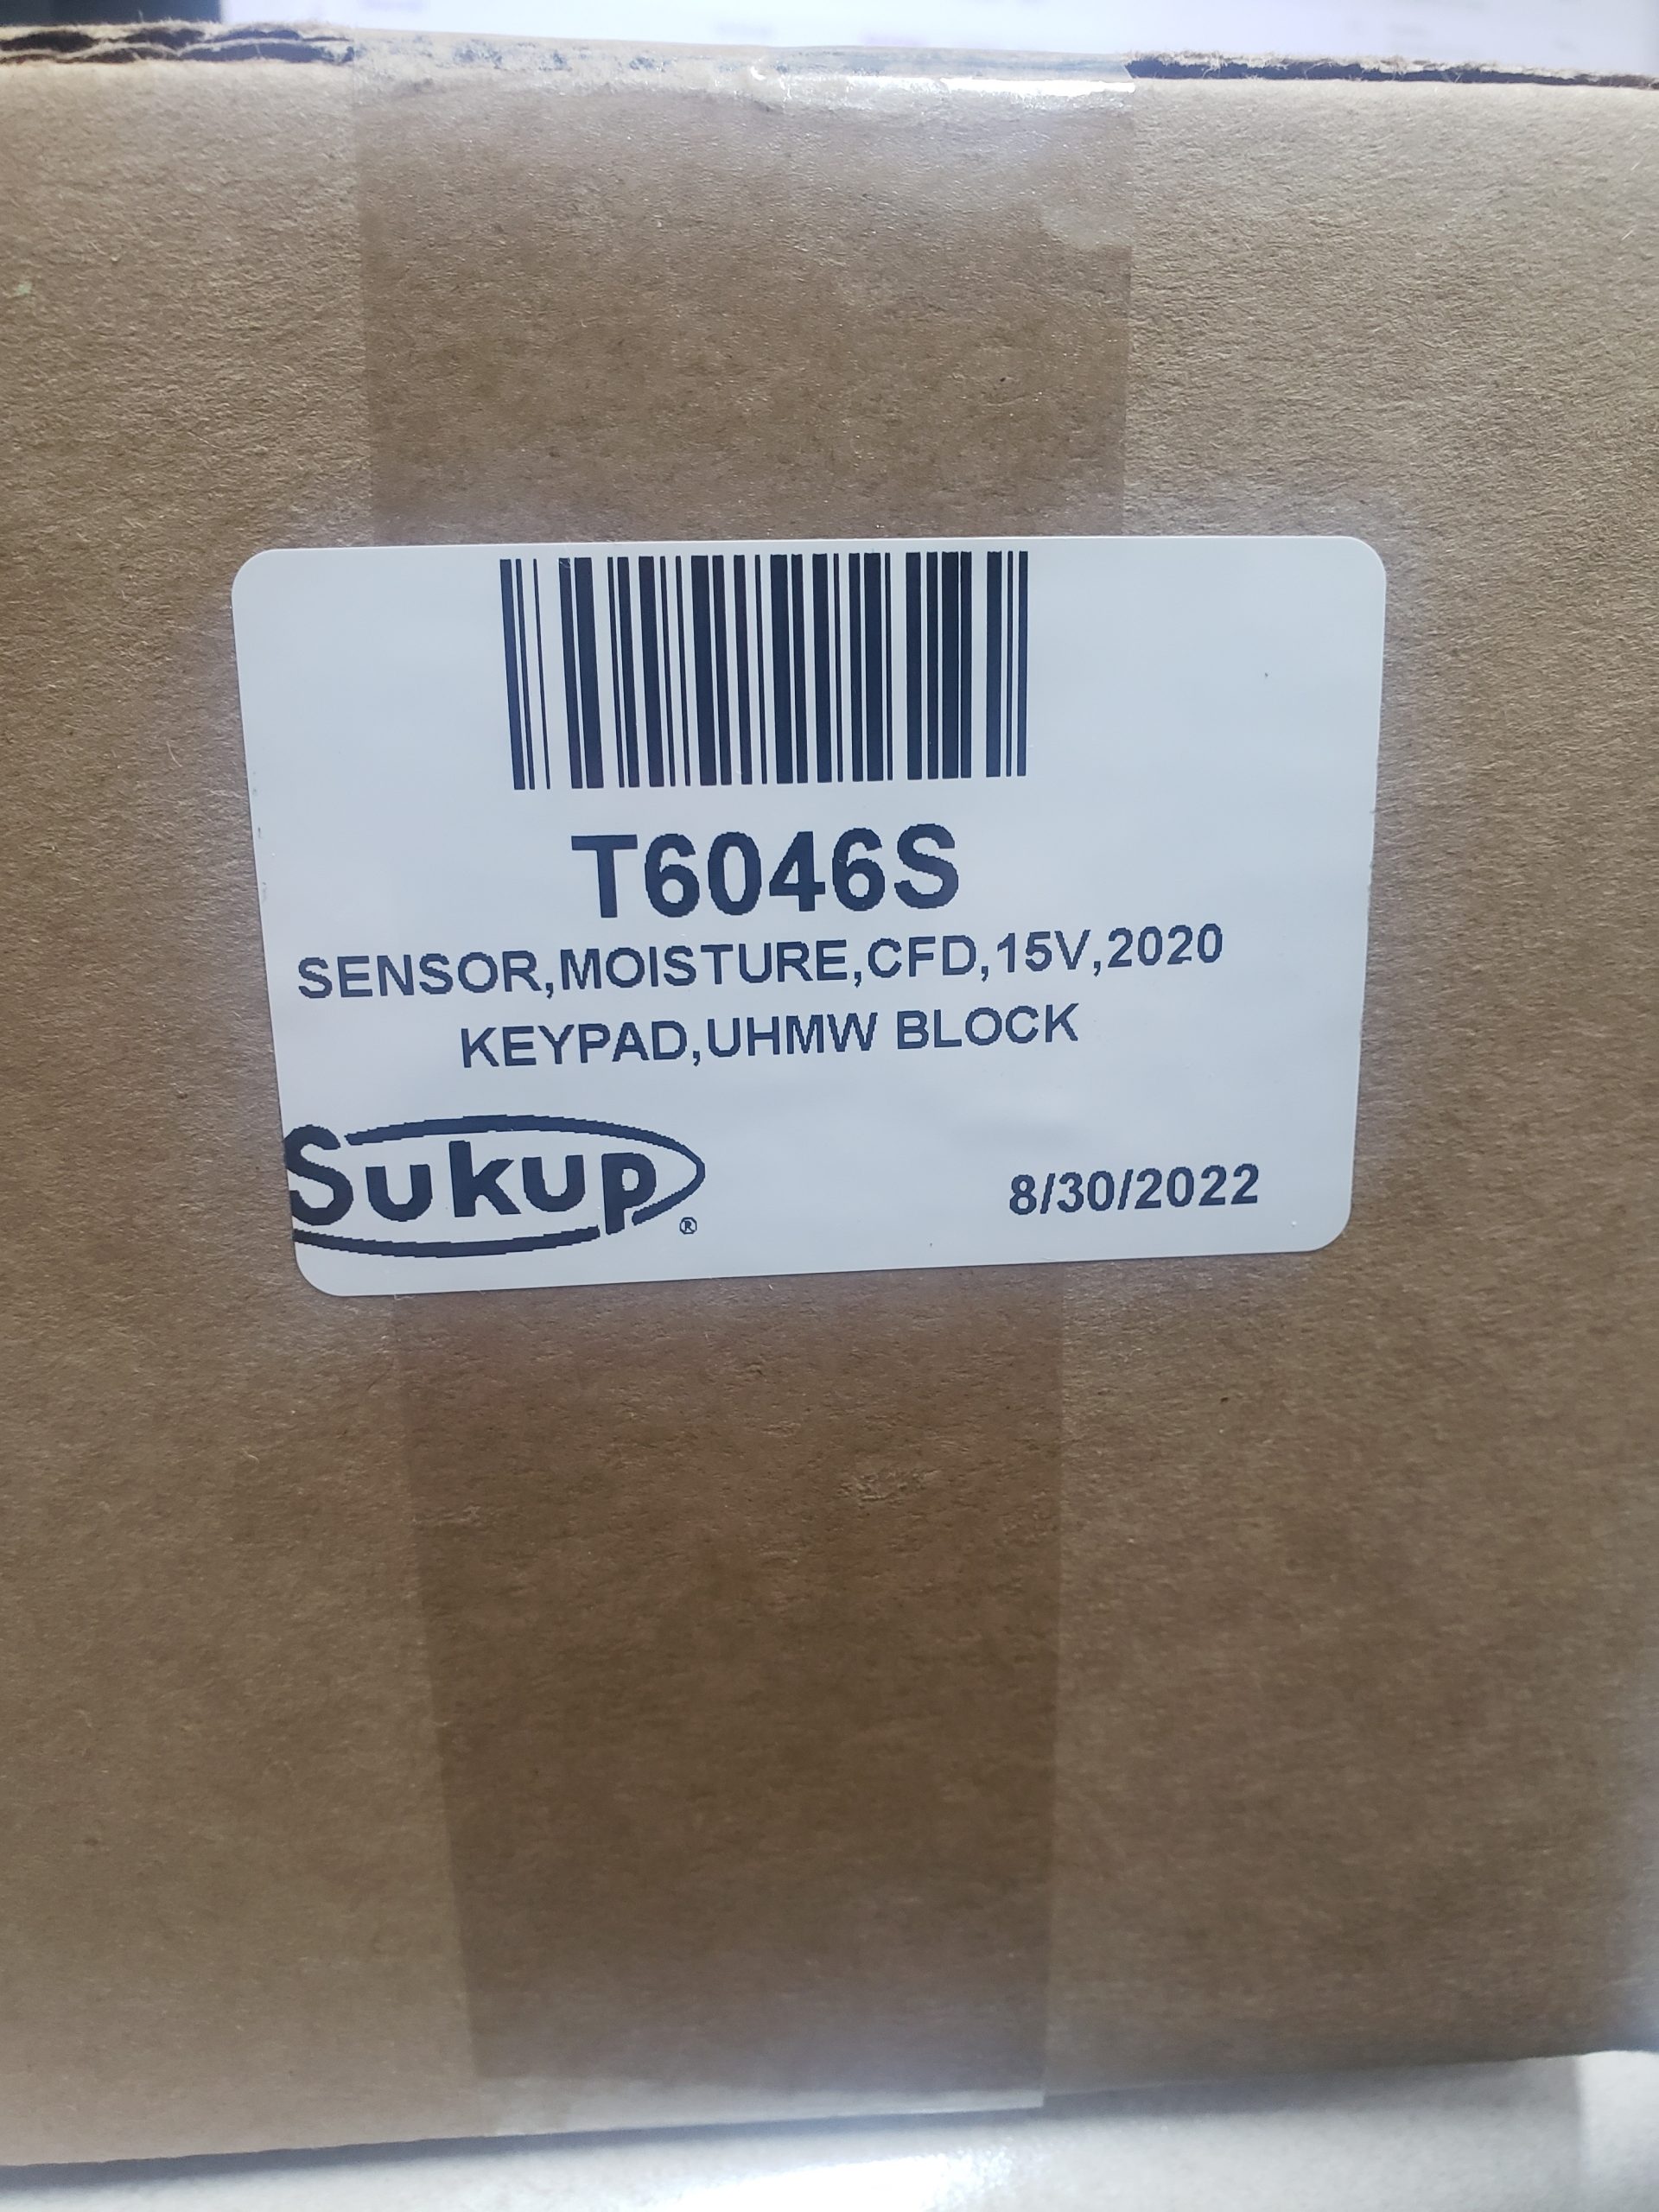 T6046S
SENSOR,MOISTURE,CFD,15V,2020
KEYPAD,UHMW BLOCK
Sukup®
8/30/2022